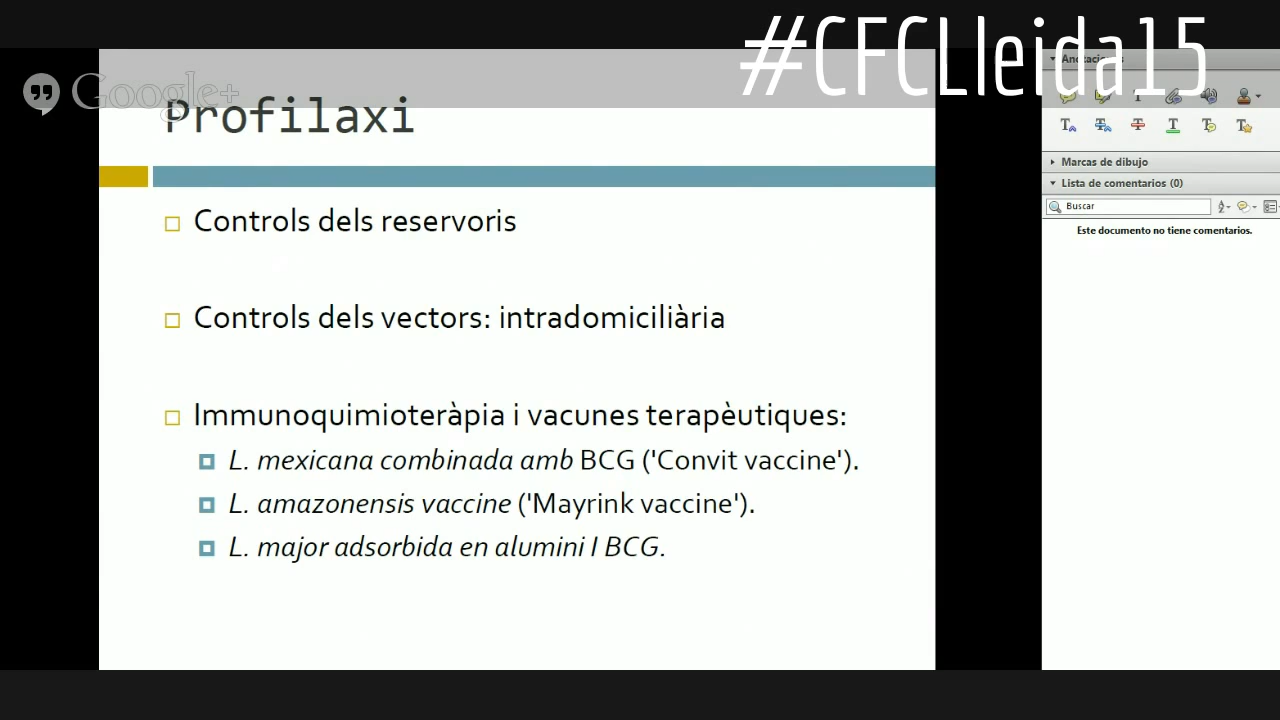 #CFCLleida15
Google+
Profilaxi
Controls dels reservoris
Controls dels vectors: intradomiciliària
Immunoquimioteràpia i vacunes terapèutiques:
L. mexicana combinada amb BCG ('Convit vaccine').
L. amazonensis vaccine ('Mayrink vaccine').
L. major adsorbida en alumini I BCG.
Anotaciones
Marcas de dibujo
Lista de comentarios (0)
Buscar
Este documento no tiene comentarios.